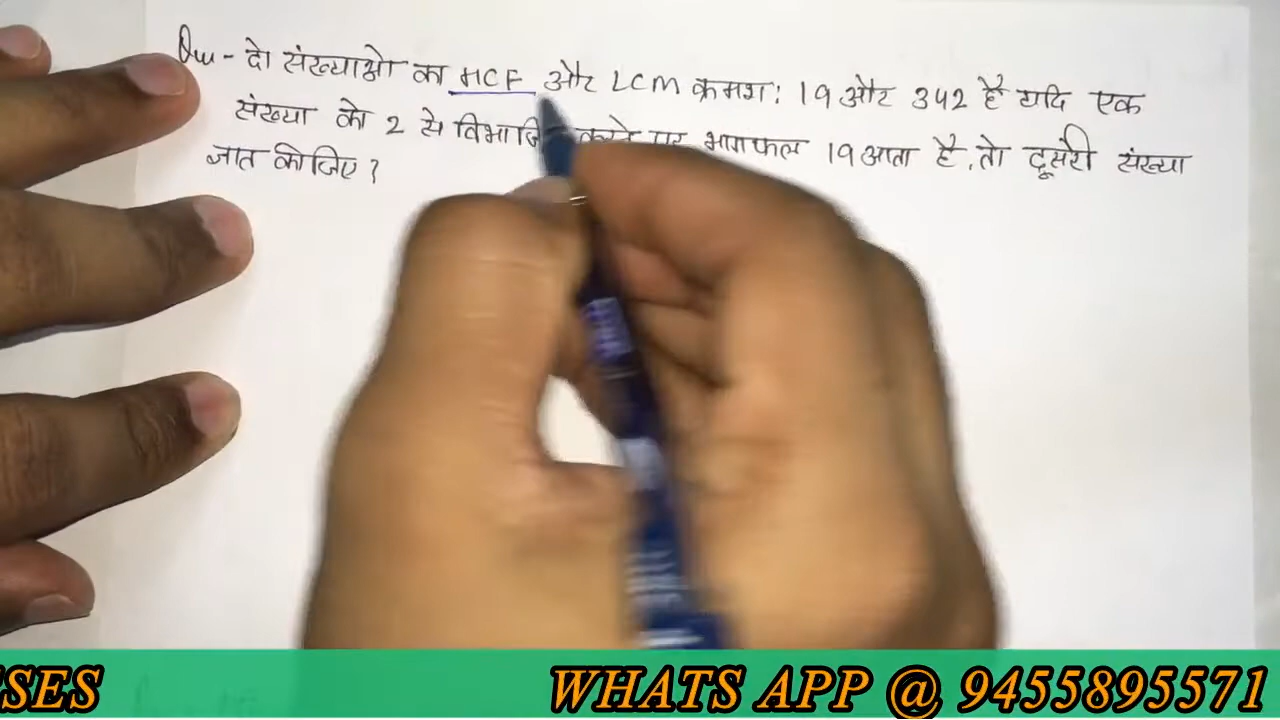 Qu - दो संख्याओ का HCF और LCM क्रमश: 19 और 342 है यदि एक
संख्या को 2 से विभाजि करने पर भागफल 19 आता है, तो दूसरी संख्या
ज्ञात कीजिए ?
SES WHATS APP @ 9455895571